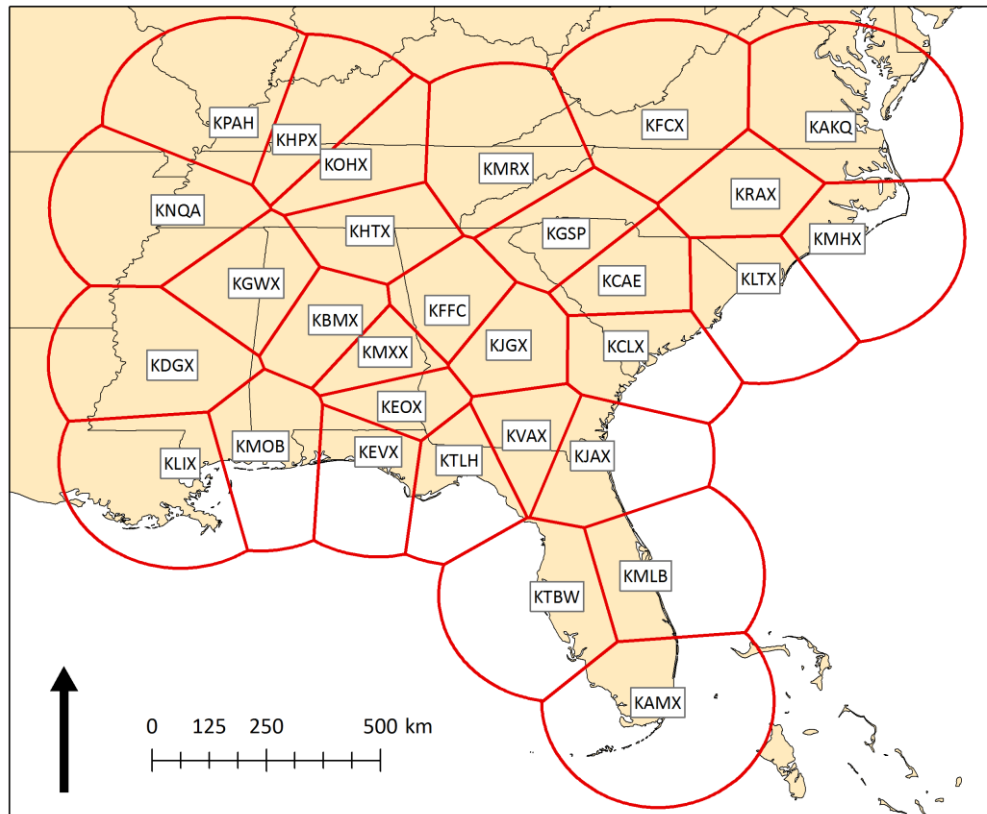 KPAH
KHPX
KOHX
KFCX
KAKQ
KMRX
KNQA
KRAX
KHTX
KGSP
KMHX
KGWX
KCAE
KLTX
KBMX
KFFC
KMXX
KJGX
KCLX
KDGX
KEOX
KVAX
KMOB
KEVX
KTLH
KJAX
KLIX
KMLB
KTBW
KAMX
0 125 250 500 km